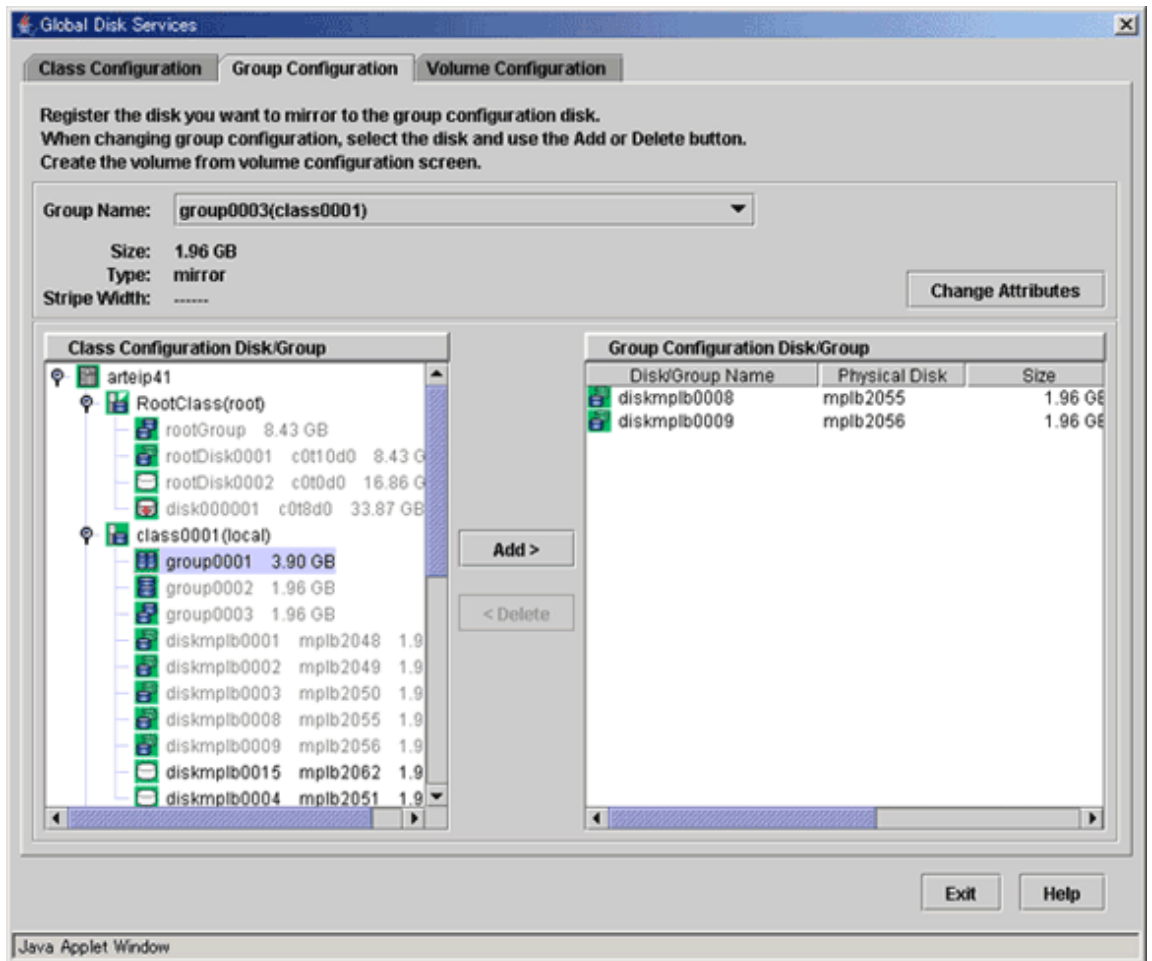 Global Disk Services
Class Configuration Group Configuration Volume Configuration
Register the disk you want to mirror to the group configuration disk.
When changing group configuration, select the disk and use the Add or Delete button.
Create the volume from volume configuration screen.
Group Name: group0003(class0001)
Size: 1.96 GB
Type: mirror
Stripe Width: ------
Change Attributes
Class Configuration Disk/Group
arteip41
RootClass(root)
rootGroup 8.43 GB
rootDisk0001 c0t10d0 8.43 G
rootDisk0002 c0t0d0 16.86 G
disk000001 c0t8d0 33.87 GB
class0001(local)
group0001 3.90 GB
group0002 1.96 GB
group0003 1.96 GB
diskmplb0001 mplb2048 1.9
diskmplb0002 mplb2049 1.9
diskmplb0003 mplb2050 1.9
diskmplb0008 mplb2055 1.9
diskmplb0009 mplb2056 1.9
diskmplb0015 mplb2062 1.9
diskmplb0004 mplb2051 1.9
Add >
< Delete
Group Configuration Disk/Group
Disk/Group Name Physical Disk Size
diskmplb0008 mplb2055 1.96 GB
diskmplb0009 mplb2056 1.96 GB
Exit Help
Java Applet Window